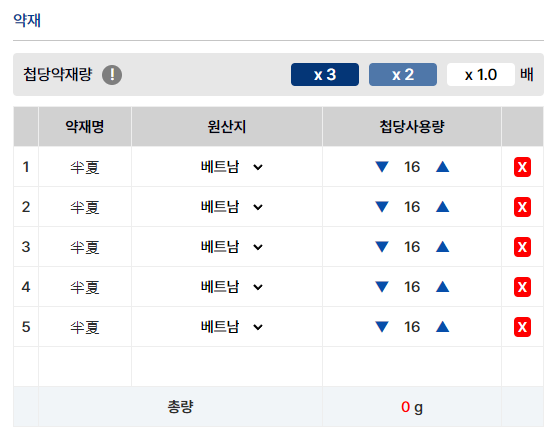 약재
첩당약재량 ! x 3 x 2 x 1.0 배
약재명 원산지 첩당사용량
1 半夏 베트남 ▼ 16 ▲ X
2 半夏 베트남 ▼ 16 ▲ X
3 半夏 베트남 ▼ 16 ▲ X
4 半夏 베트남 ▼ 16 ▲ X
5 半夏 베트남 ▼ 16 ▲ X
총량 0 g